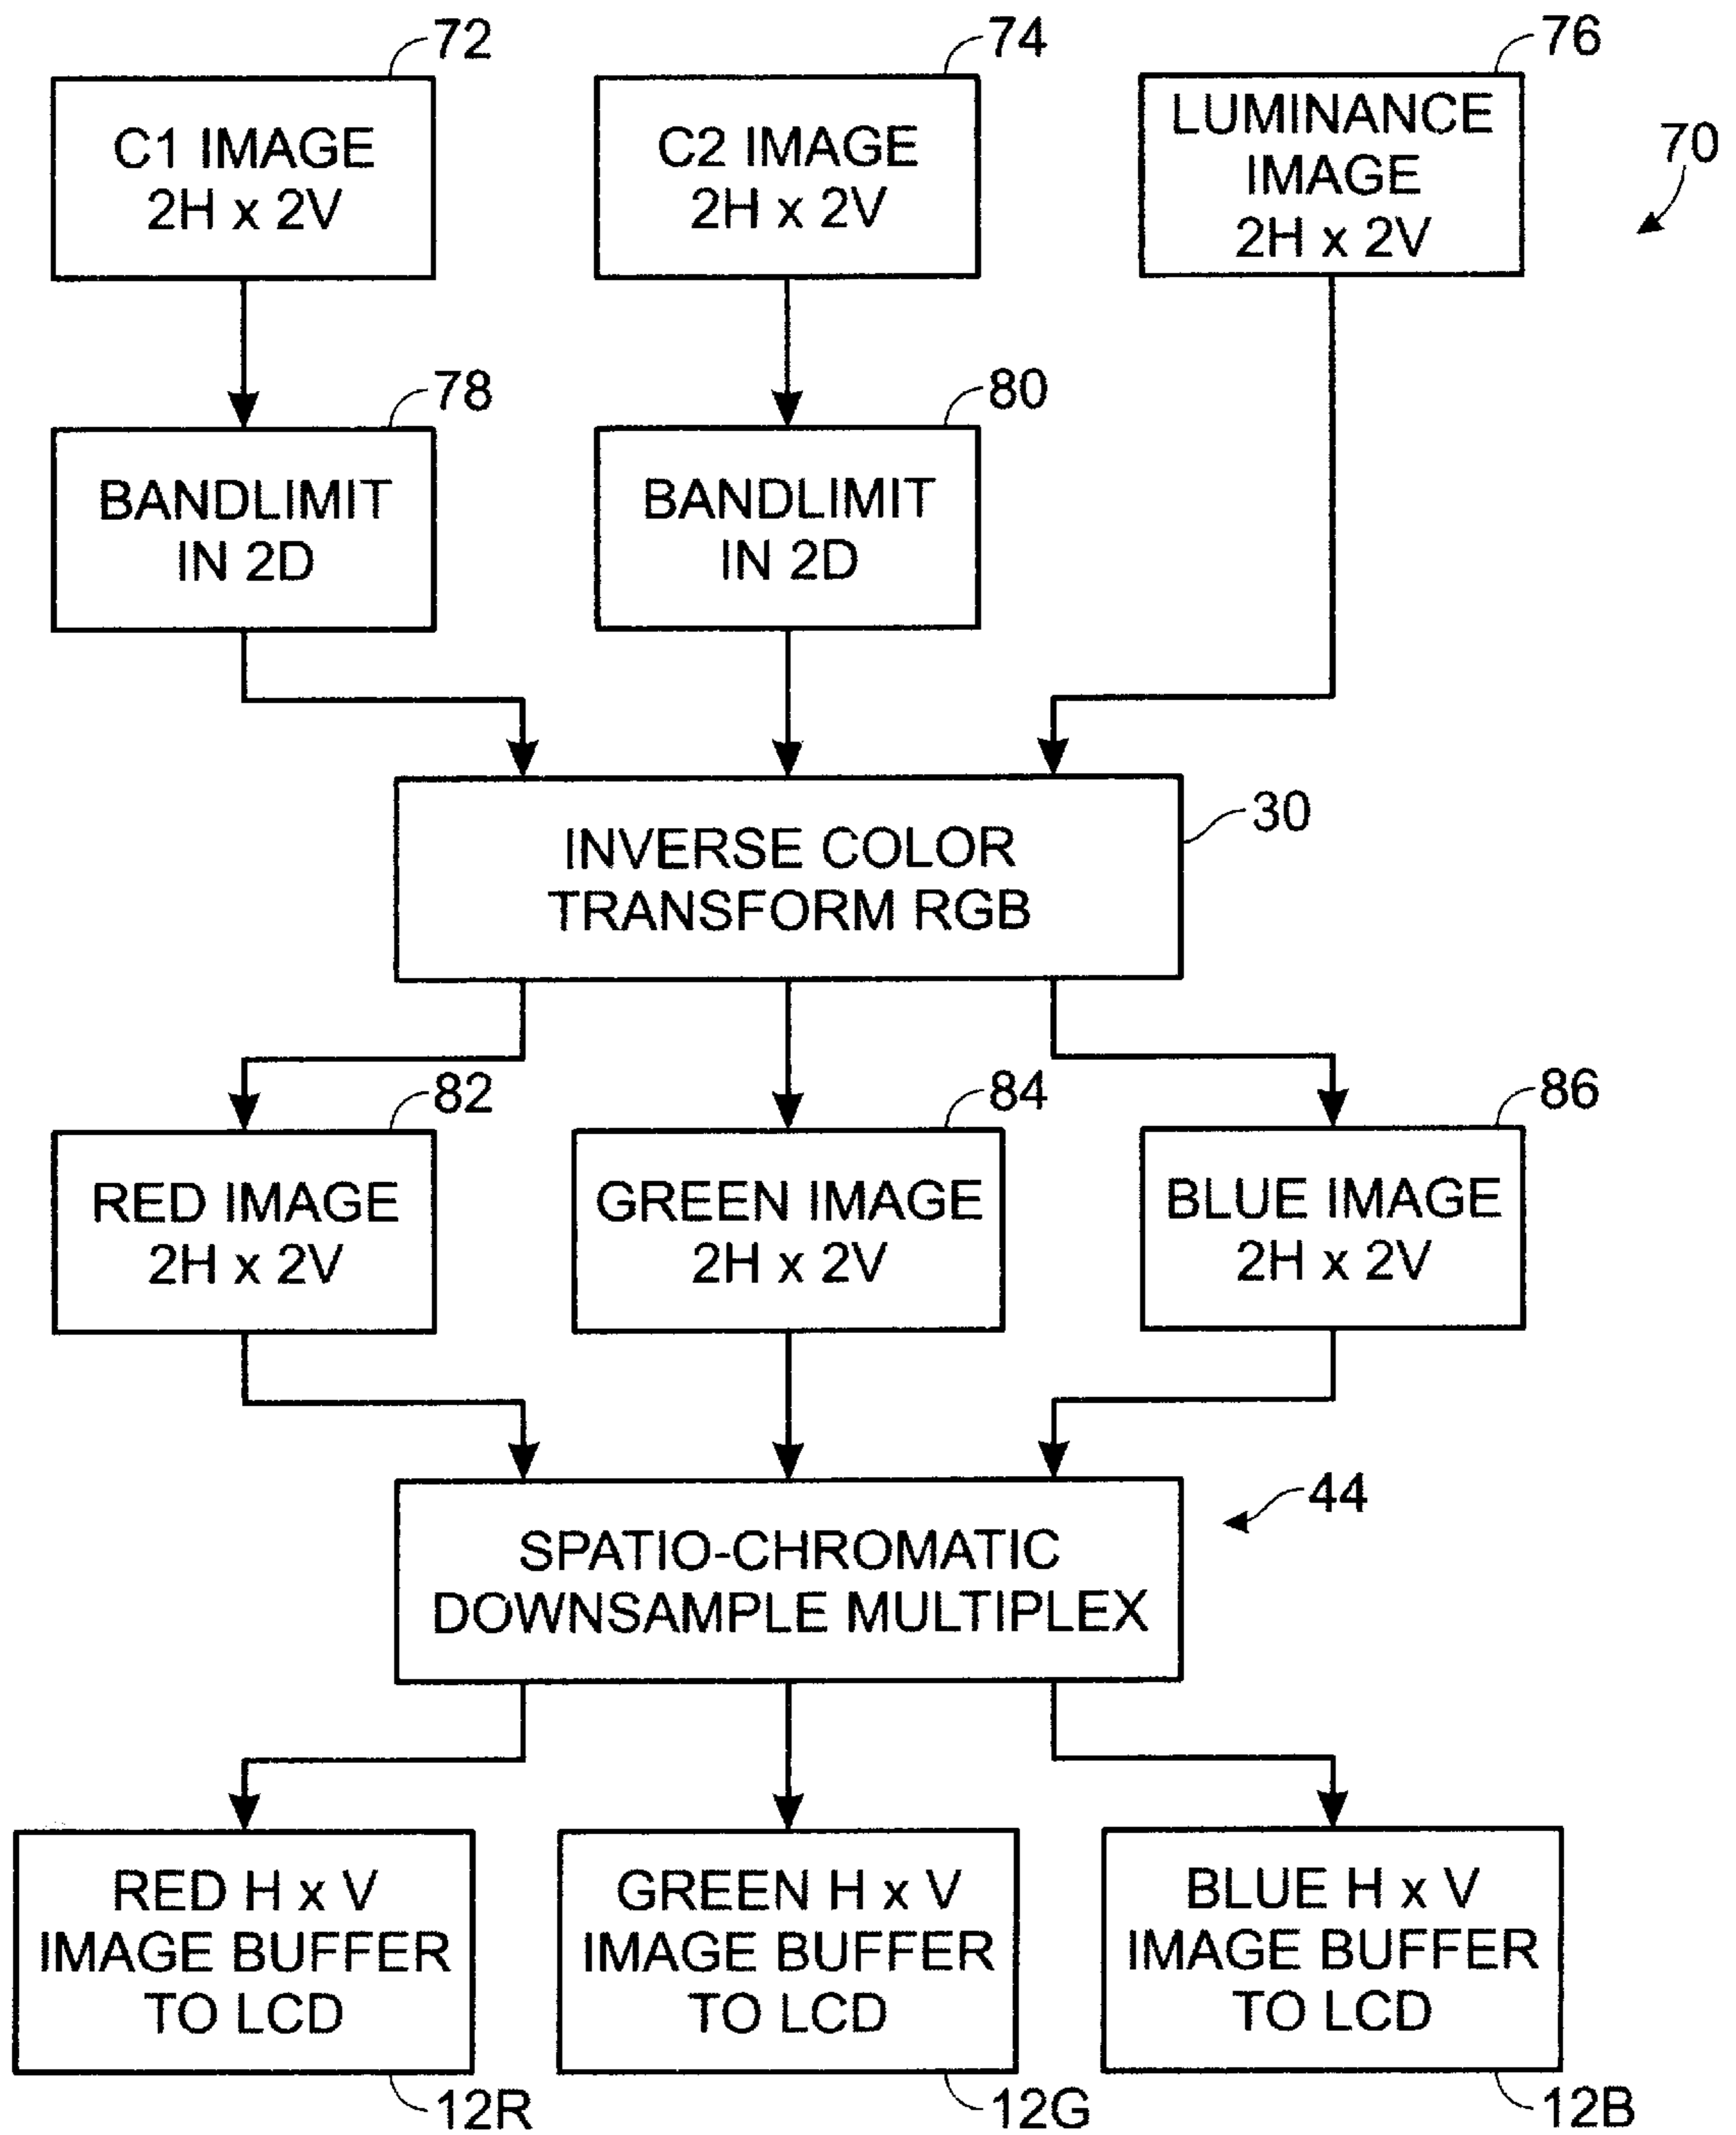 72
74
76
70
C1 IMAGE
2H x 2V
C2 IMAGE
2H x 2V
LUMINANCE
IMAGE
2H x 2V
78
80
BANDLIMIT
IN 2D
BANDLIMIT
IN 2D
30
INVERSE COLOR
TRANSFORM RGB
82
84
86
RED IMAGE
2H x 2V
GREEN IMAGE
2H x 2V
BLUE IMAGE
2H x 2V
44
SPATIO-CHROMATIC
DOWNSAMPLE MULTIPLEX
RED H x V
IMAGE BUFFER
TO LCD
GREEN H x V
IMAGE BUFFER
TO LCD
BLUE H x V
IMAGE BUFFER
TO LCD
12R
12G
12B